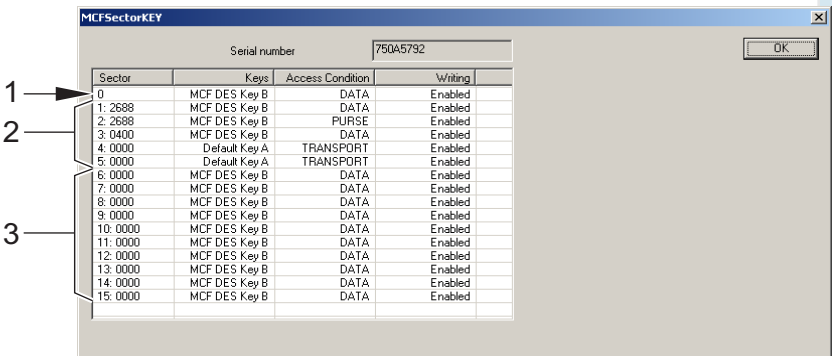 MCFSectorKEY
Serial number 750A5792 OK
Sector Keys Access Condition Writing
1 0 MCF DES Key B DATA Enabled
1: 2688 MCF DES Key B DATA Enabled
2 2: 2688 MCF DES Key B PURSE Enabled
3: 0400 MCF DES Key B DATA Enabled
4: 0000 Default Key A TRANSPORT Enabled
5: 0000 Default Key A TRANSPORT Enabled
6: 0000 MCF DES Key B DATA Enabled
7: 0000 MCF DES Key B DATA Enabled
8: 0000 MCF DES Key B DATA Enabled
9: 0000 MCF DES Key B DATA Enabled
3 10: 0000 MCF DES Key B DATA Enabled
11: 0000 MCF DES Key B DATA Enabled
12: 0000 MCF DES Key B DATA Enabled
13: 0000 MCF DES Key B DATA Enabled
14: 0000 MCF DES Key B DATA Enabled
15: 0000 MCF DES Key B DATA Enabled